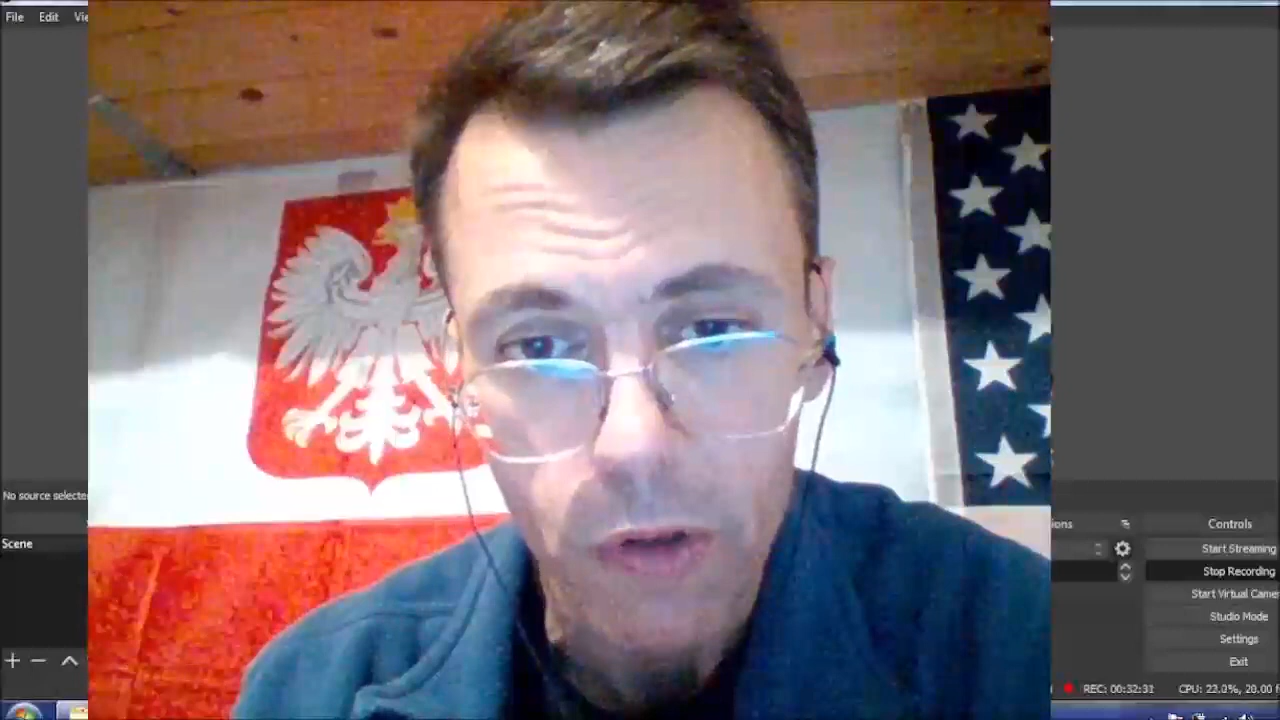 File Edit
No source selected
Scene
Controls
Start Streaming
Stop Recording
Start Virtual Came
Studio Mode
Settings
Exit
REC: 00:32:31 CPU: 22.0%, 20.00 f